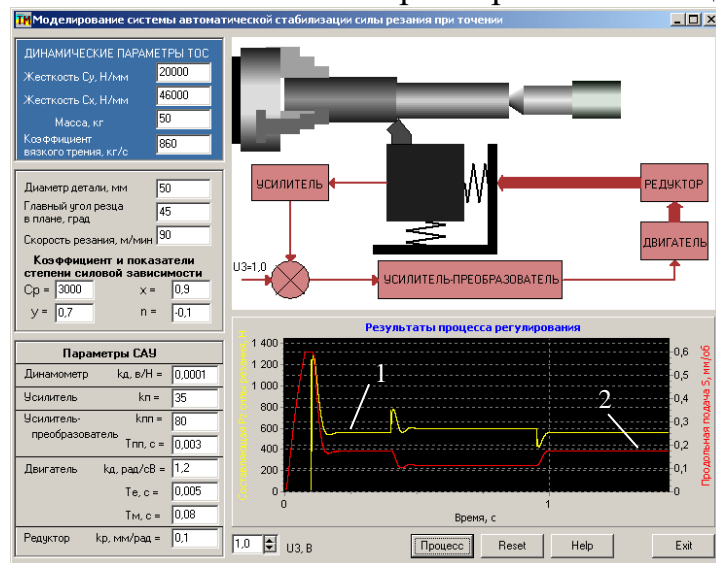 Моделирование системы автоматической стабилизации силы резания при точении
ДИНАМИЧЕСКИЕ ПАРАМЕТРЫ ТОС
Жесткость Су, Н/мм 20000
Жесткость Сх, Н/мм 46000
Масса, кг 50
Коэффициент
вязкого трения, кг/с 860
Диаметр детали, мм 50
Главный угол резца
в плане, град 45
Скорость резания, м/мин 90
Коэффициент и показатели
степени силовой зависимости
Ср = 3000 x = 0,9
y = 0,7 n = -0,1
Параметры САУ
Динамометр kд, в/Н = 0,0001
Усилитель kп = 35
Усилитель-
преобразователь kпп = 80
Тпп, с = 0,003
Двигатель kд, рад/сВ = 1,2
Те, с = 0,005
Тм, с = 0,08
Редуктор kр, мм/рад = 0,1
УСИЛИТЕЛЬ
РЕДУКТОР
ДВИГАТЕЛЬ
UЗ=1,0
УСИЛИТЕЛЬ-ПРЕОБРАЗОВАТЕЛЬ
Результаты процесса регулирования
Составляющая Pz силы резания, Н
1 400
1 200
1 000
800
600
400
200
0
1
2
0,6
0,5
0,4
0,3
0,2
0,1
0
Продольная подача S, мм/об
0
1
Время, с
1,0 UЗ, В
Процесс
Reset
Help
Exit